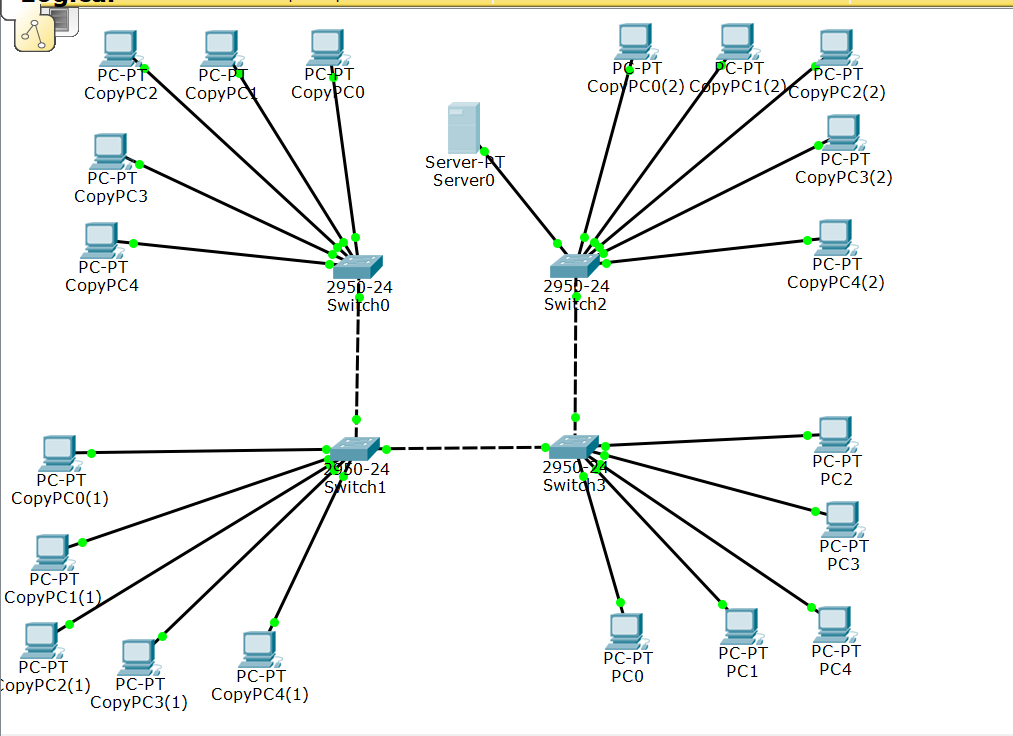 Logical
PC-PT
CopyPC2
PC-PT
CopyPC1
PC-PT
CopyPC0
PC-PT
CopyPC0(2)
PC-PT
CopyPC1(2)
PC-PT
CopyPC2(2)
Server-PT
Server0
PC-PT
CopyPC3
PC-PT
CopyPC3(2)
PC-PT
CopyPC4
PC-PT
CopyPC4(2)
2950-24
Switch0
2950-24
Switch2
2950-24
Switch1
2950-24
Switch3
PC-PT
CopyPC0(1)
PC-PT
PC2
PC-PT
CopyPC1(1)
PC-PT
PC3
PC-PT
CopyPC2(1)
PC-PT
CopyPC3(1)
PC-PT
CopyPC4(1)
PC-PT
PC0
PC-PT
PC1
PC-PT
PC4